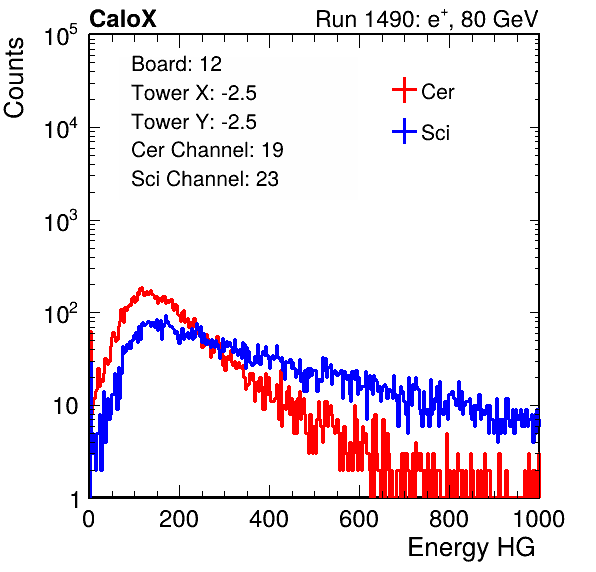 CaloX
Run 1490: e⁺, 80 GeV
Counts
10⁵
10⁴
10³
10²
10
1
Board: 12
Tower X: -2.5
Tower Y: -2.5
Cer Channel: 19
Sci Channel: 23
Cer
Sci
0 200 400 600 800 1000
Energy HG